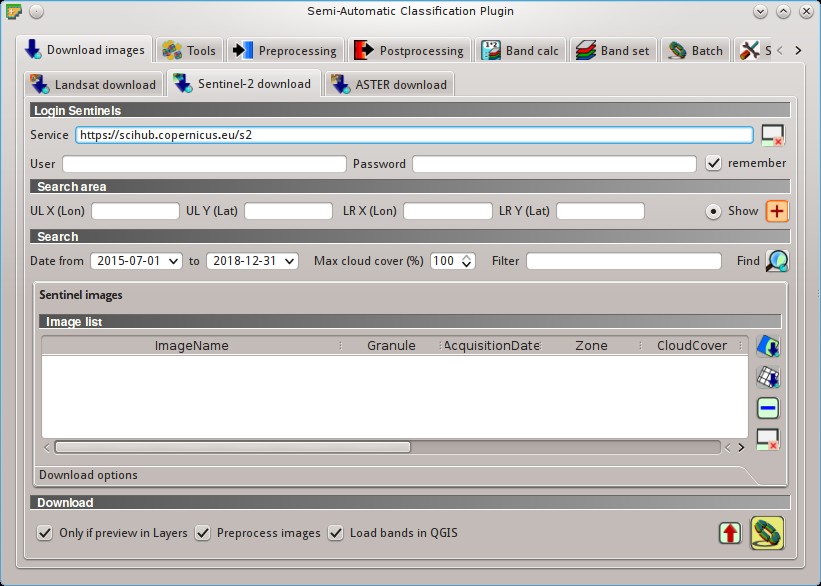 Semi-Automatic Classification Plugin
Download images Tools Preprocessing Postprocessing Band calc Band set Batch S
Landsat download Sentinel-2 download ASTER download
Login Sentinels
Service https://scihub.copernicus.eu/s2
User Password remember
Search area
UL X (Lon) UL Y (Lat) LR X (Lon) LR Y (Lat) Show
Search
Date from 2015-07-01 to 2018-12-31 Max cloud cover (%) 100 Filter Find
Sentinel images
Image list
ImageName Granule AcquisitionDate Zone CloudCover
Download options
Download
Only if preview in Layers Preprocess images Load bands in QGIS